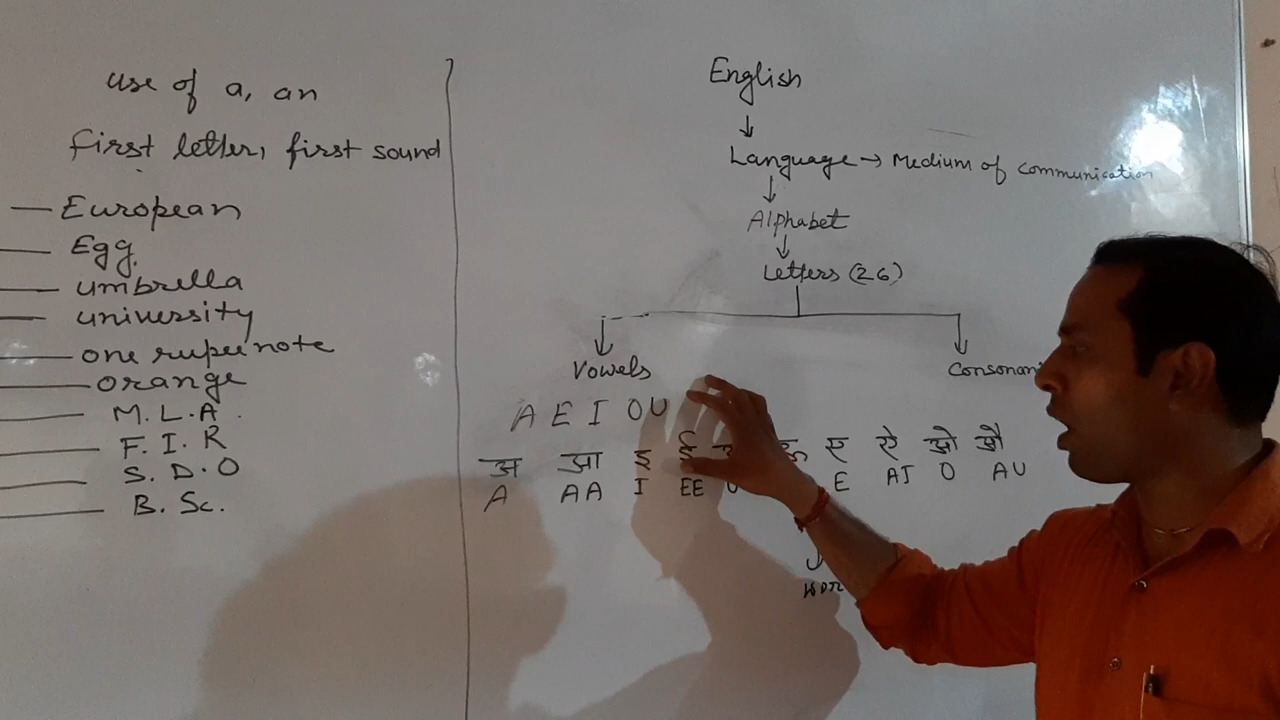 use of a, an
first letter, first sound
European
Egg.
umbrella
university
one rupee note
orange
M. L. A.
F. I. R
S. D. O
B. Sc.
English
Language → Medium of communication
Alphabet
Letters (26)
Vowels
A E I O U
अ आ इ ई ऊ ए ऐ ओ औ
A AA I EE U E AI O AU